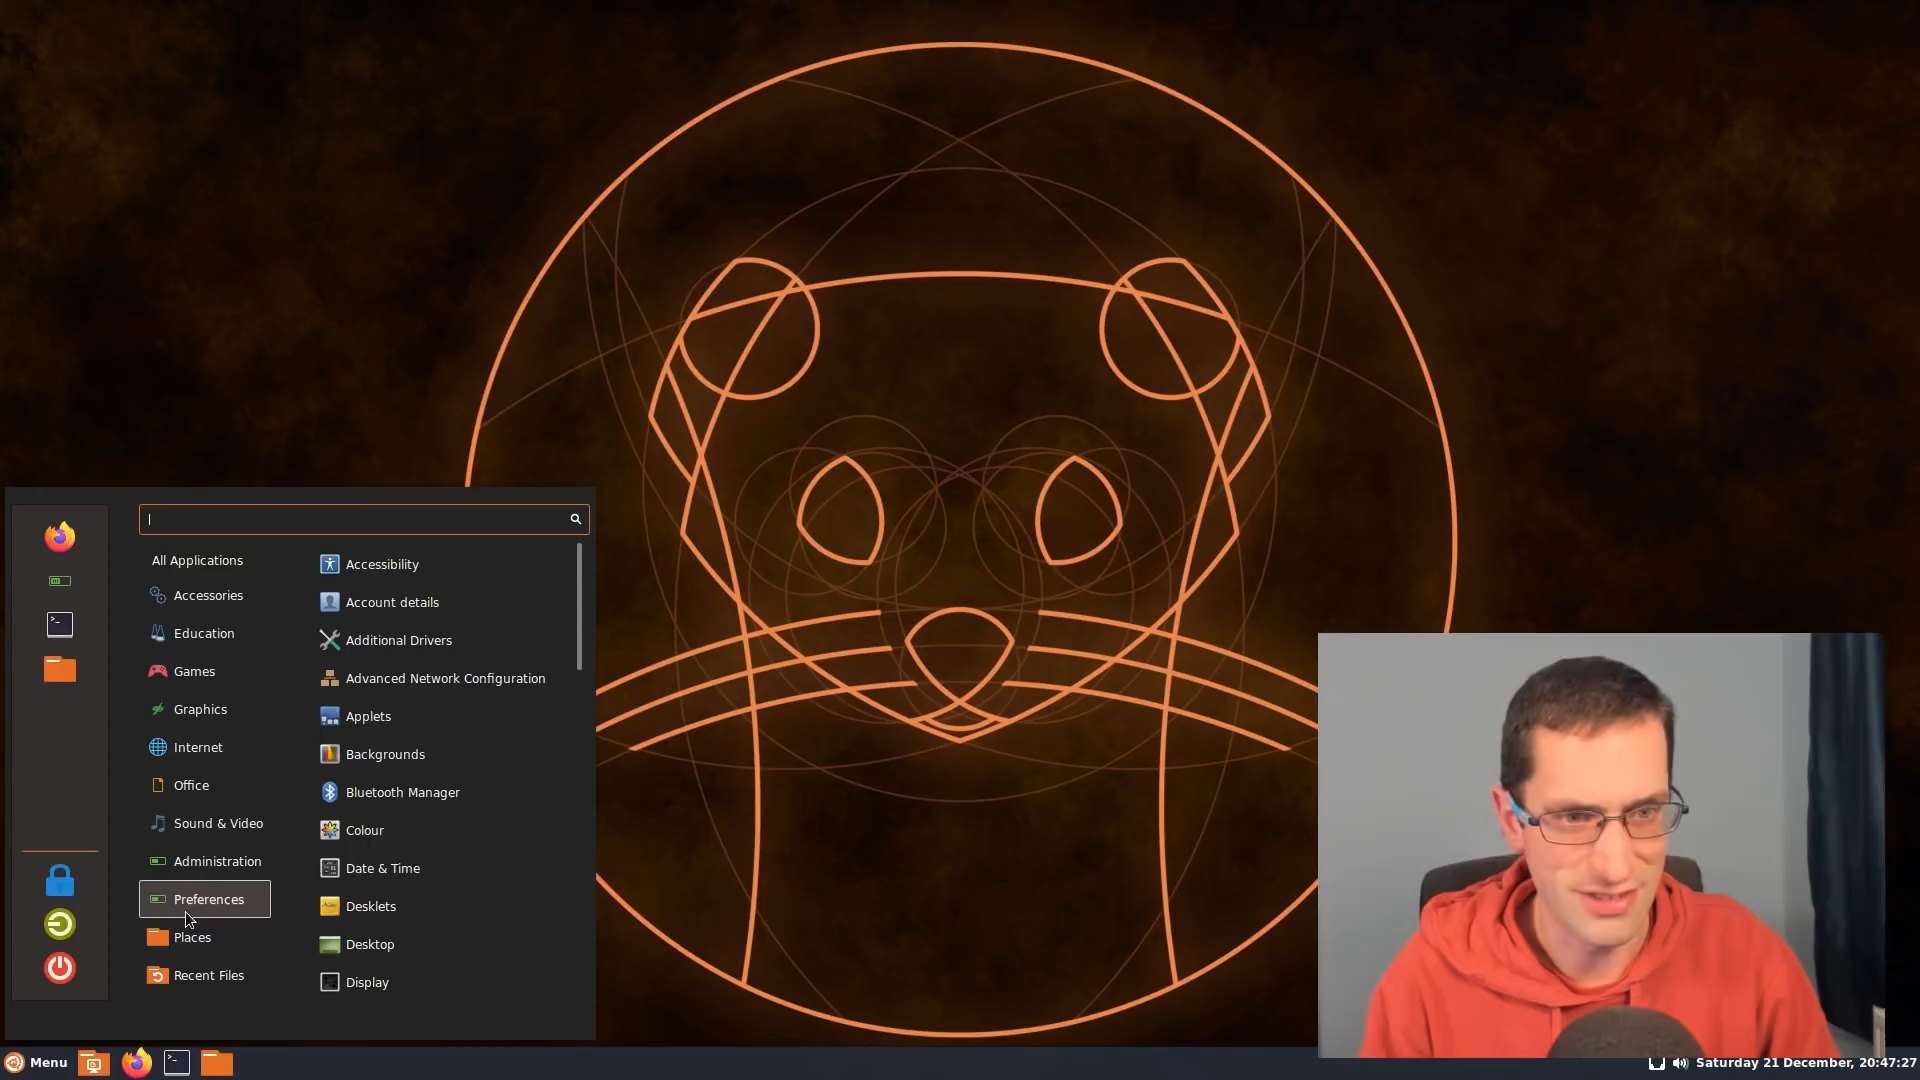 All Applications
Accessories
Education
Games
Graphics
Internet
Office
Sound & Video
Administration
Preferences
Places
Recent Files
Accessibility
Account details
Additional Drivers
Advanced Network Configuration
Applets
Backgrounds
Bluetooth Manager
Colour
Date & Time
Desklets
Desktop
Display
Menu
Saturday 21 December, 20:47:27